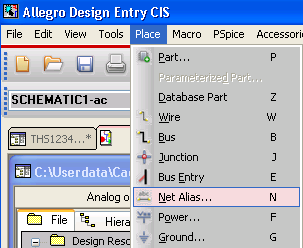 Allegro Design Entry CIS
File Edit View Tools Place Macro PSpice Accessories
Part... P
Parameterized Part...
Database Part Z
SCHEMATIC1-ac
Wire W
Bus B
THS1234...*
Junction J
C:\Userdata\Ca
Bus Entry E
Analog o
Net Alias... N
File Hiera
Power... F
Design Reso
Ground... G